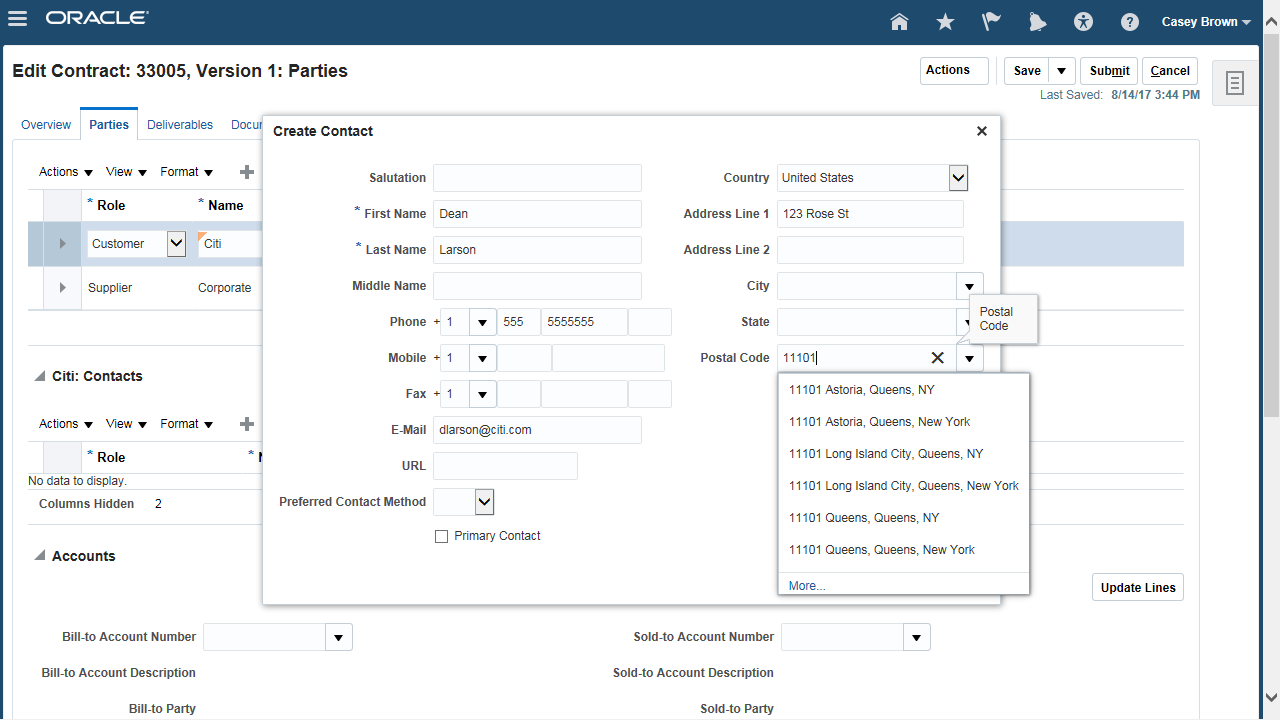 ORACLE
Casey Brown
Edit Contract: 33005, Version 1: Parties
Actions
Save
Submit
Cancel
Last Saved: 8/14/17 3:44 PM
Overview
Parties
Deliverables
Docu
Create Contact
Actions View Format
* Role * Name
Customer Citi
Supplier Corporate
Salutation
* First Name Dean
* Last Name Larson
Middle Name
Phone + 1 555 5555555
Mobile + 1
Fax + 1
E-Mail dlarson@citi.com
URL
Preferred Contact Method
Primary Contact
Country United States
Address Line 1 123 Rose St
Address Line 2
City
State
Postal Code 11101
Postal
Code
11101 Astoria, Queens, NY
11101 Astoria, Queens, New York
11101 Long Island City, Queens, NY
11101 Long Island City, Queens, New York
11101 Queens, Queens, NY
11101 Queens, Queens, New York
More...
Citi: Contacts
Actions View Format
* Role *
No data to display.
Columns Hidden 2
Accounts
Update Lines
Bill-to Account Number
Sold-to Account Number
Bill-to Account Description
Sold-to Account Description
Bill-to Party
Sold-to Party